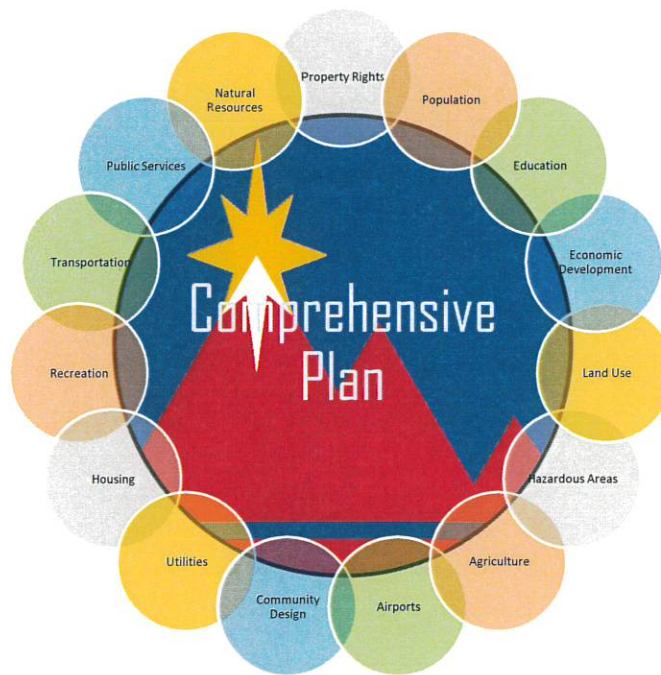 Property Rights
Population
Education
Economic
Development
Land Use
Hazardous Areas
Agriculture
Airports
Community
Design
Utilities
Housing
Recreation
Transportation
Public Services
Natural
Resources
Comprehensive
Plan